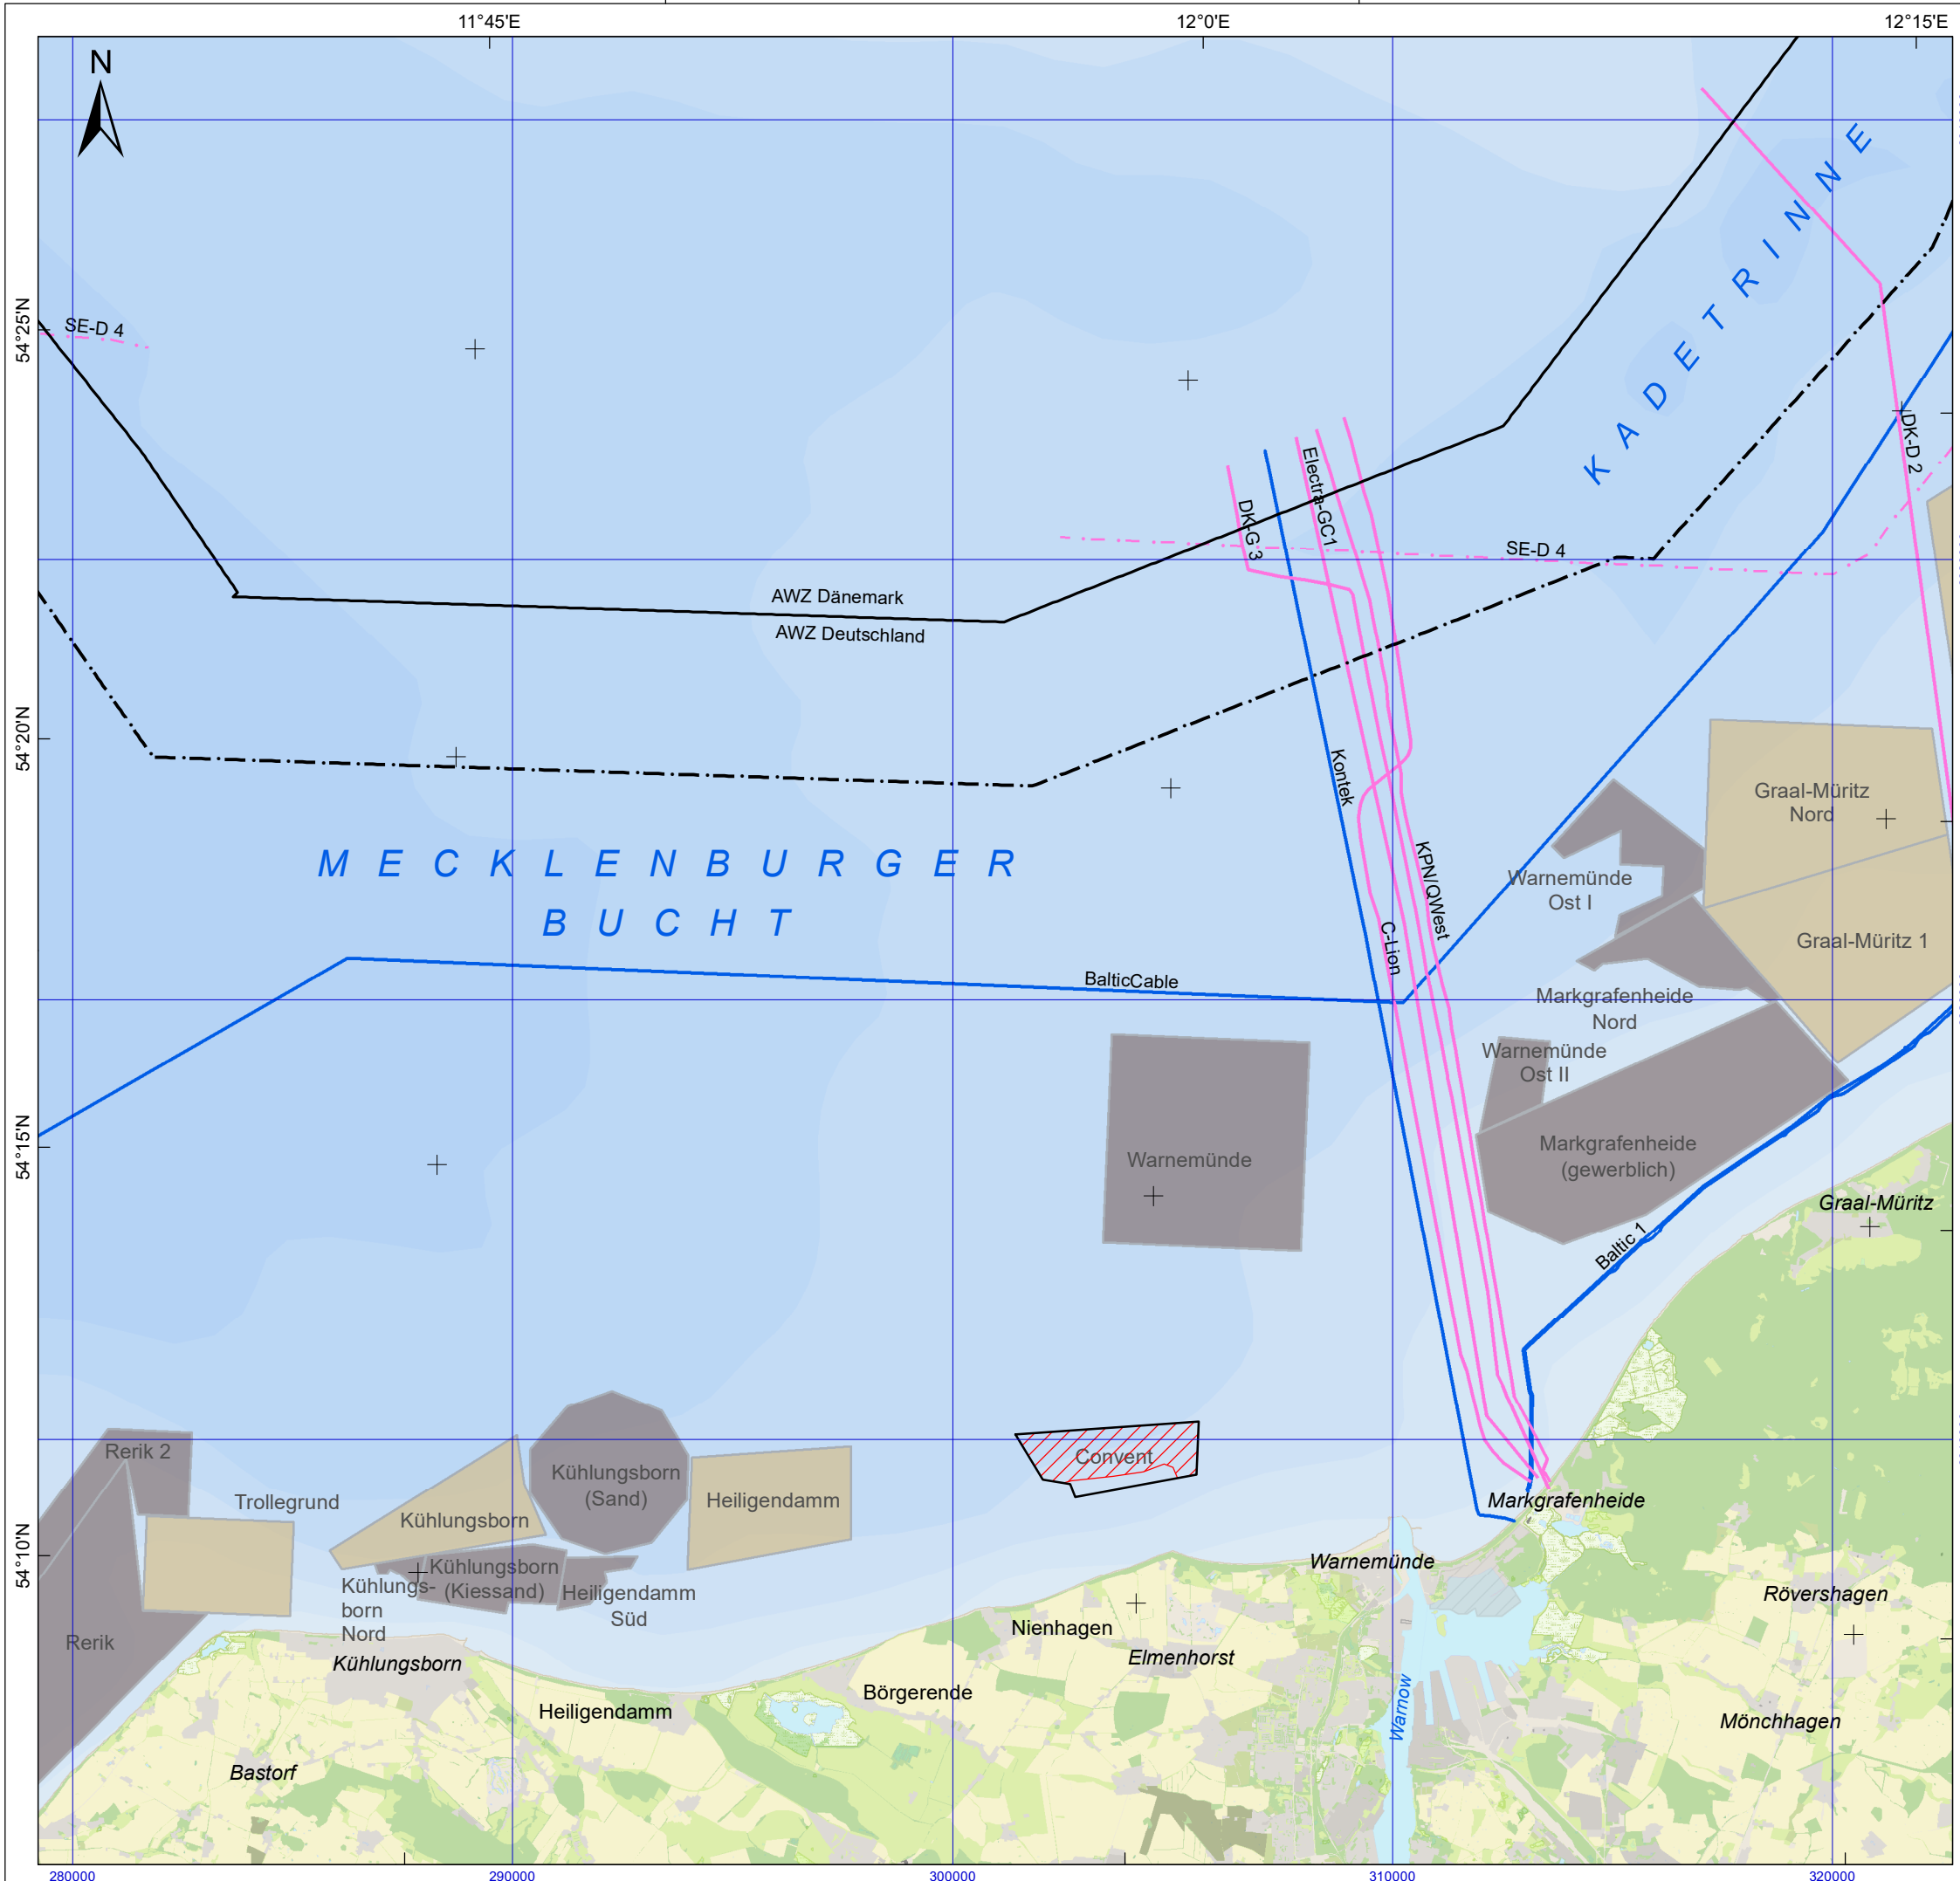 11°45'E
12°0'E
12°15'E
N
KADETRINNE
54°25'N
SE-D 4
DK-D 2
Electra-GC1
DK-G 3
SE-D 4
AWZ Dänemark
AWZ Deutschland
54°20'N
Kontek
Graal-Müritz
Nord
MECKLENBURGER
BUCHT
KPN/QWest
Warnemünde
Ost I
C-Lion
Graal-Müritz 1
BalticCable
Markgrafenheide
Nord
Warnemünde
Ost II
54°15'N
Warnemünde
Markgrafenheide
(gewerblich)
Graal-Müritz
Baltic 1
Rerik 2
Convent
Kühlungsborn
(Sand)
Trollegrund
Heiligendamm
Markgrafenheide
Kühlungsborn
54°10'N
Warnemünde
Kühlungsborn
(Kiessand)
Kühlungs-
born
Nord
Heiligendamm
Süd
Rövershagen
Nienhagen
Rerik
Elmenhorst
Kühlungsborn
Börgerende
Heiligendamm
Warnow
Mönchhagen
Bastorf
280000
290000
300000
310000
320000